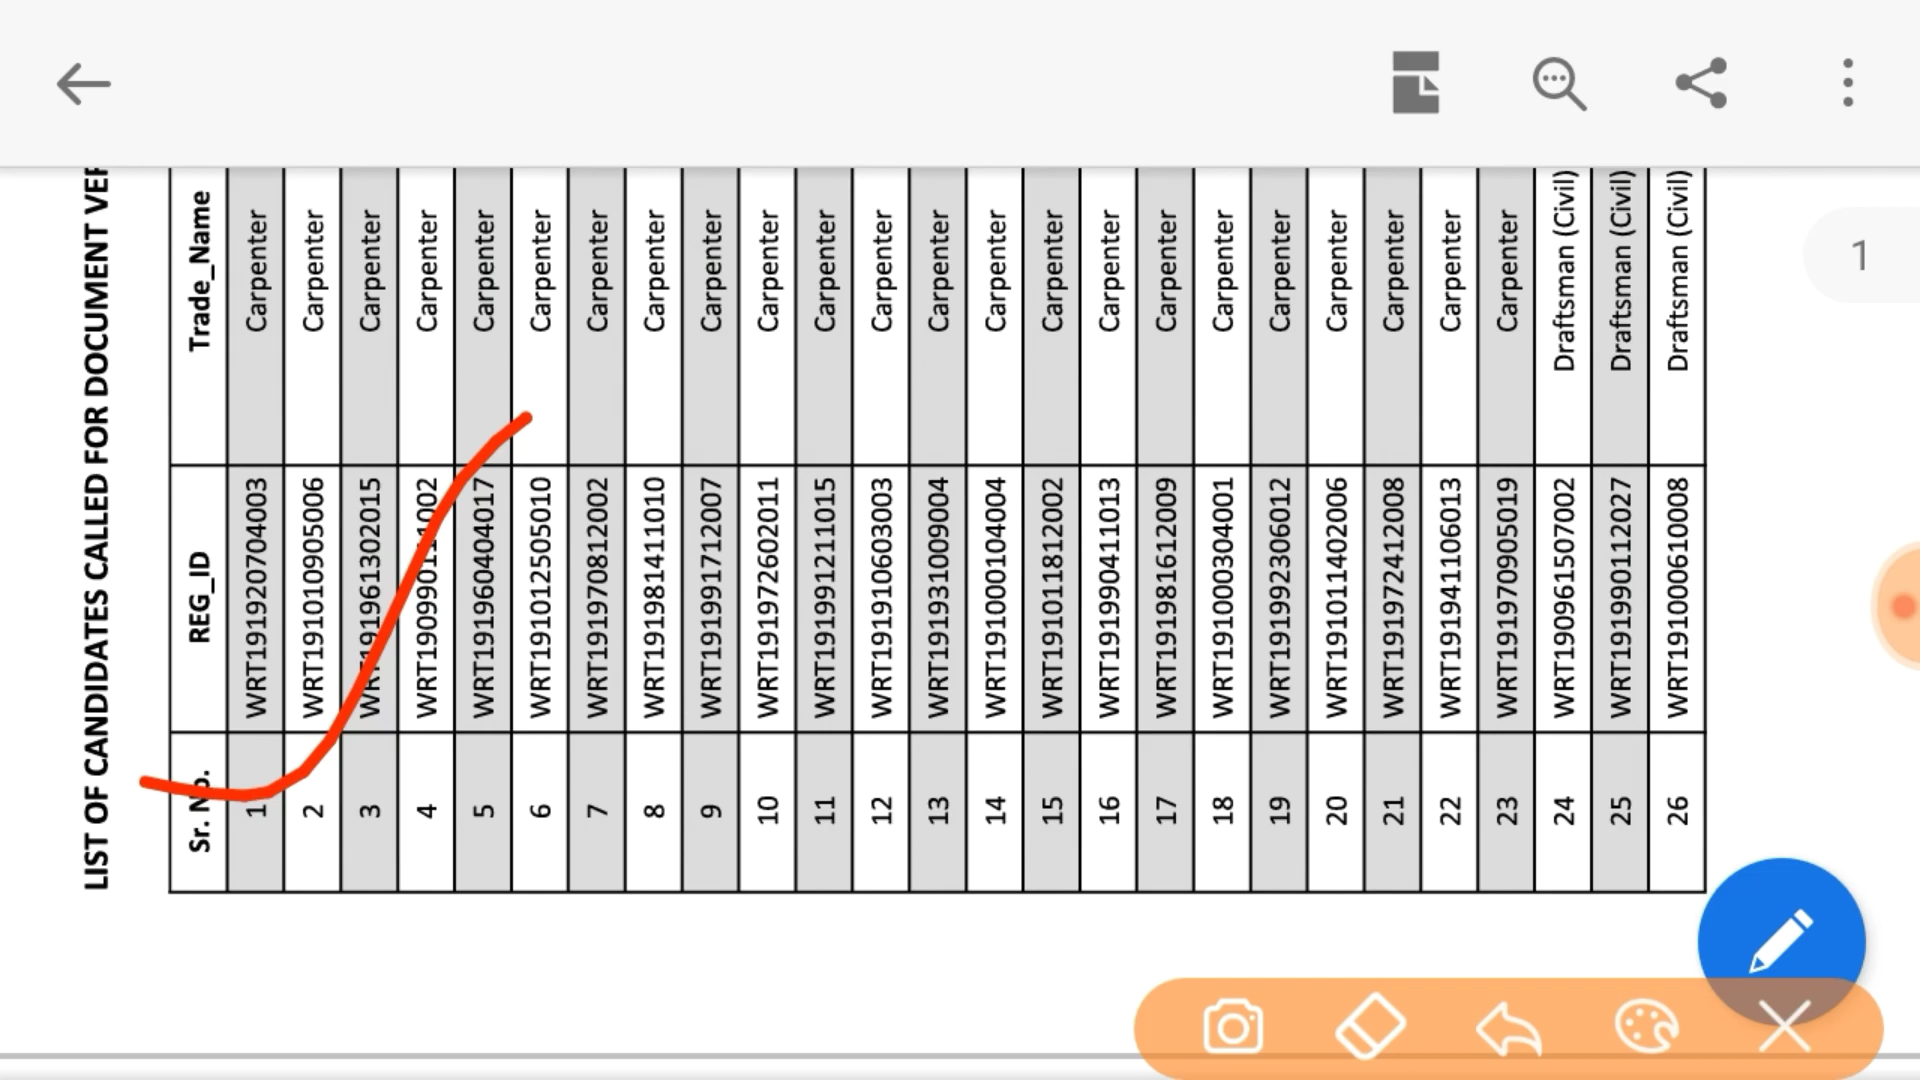 LIST OF CANDIDATES CALLED FOR DOCUMENT
Sr. No. REG_ID Trade_Name
1 WRT191920704003 Carpenter
2 WRT191010905006 Carpenter
3 WRT191961302015 Carpenter
4 Carpenter
5 WRT191960404017 Carpenter
6 WRT191012505010 Carpenter
7 WRT191970812002 Carpenter
8 WRT191981411010 Carpenter
9 WRT191991712007 Carpenter
10 WRT191972602011 Carpenter
11 WRT191991211015 Carpenter
12 WRT191910603003 Carpenter
13 WRT191931009004 Carpenter
14 WRT191000104004 Carpenter
15 WRT191011812002 Carpenter
16 WRT191990411013 Carpenter
17 WRT191981612009 Carpenter
18 WRT191000304001 Carpenter
19 WRT191992306012 Carpenter
20 WRT191011402006 Carpenter
21 WRT191972412008 Carpenter
22 WRT191941106013 Carpenter
23 WRT191970905019 Carpenter
24 WRT190961507002 Draftsman (Civil)
25 WRT191990112027 Draftsman (Civil)
26 WRT191000610008 Draftsman (Civil)
1